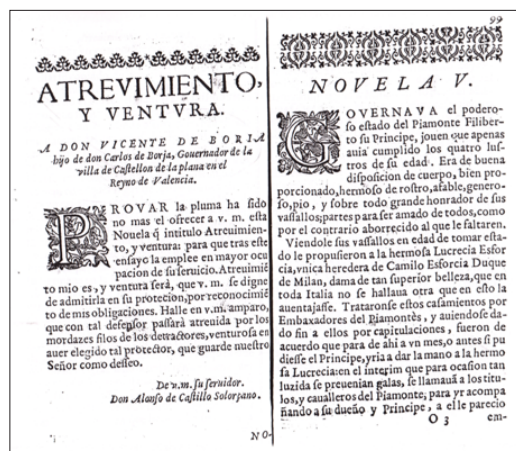 ATREVIMIENTO,
Y VENTVRA.
A DON VICENTE DE BORIA
hijo de don Carlos de Borja, Gouernador de la
villa de Castellon de la plana en el
Reyno de Valencia.
PROVAR la pluma ha sido
no mas el ofrecer a v. m. esta
Nouela q̃ intitulo Atreuimien-
to, y ventura: para que tras este
ensayo la emplee en mayor ocu
pacion de su seruicio. Atreuimiẽ
to mio es, y ventura serà, que v. m. se digne
de admitirla en su protecion, por reconocimiẽ
to de mis obligaciones. Halle en v.m. amparo,
que con tal defensor passarà atreuida por los
mordazes filos de los detractores, venturosa en
auer elegido tal protector, que guarde nuestro
Señor como desseo.
De v.m. su seruidor.
Don Alonso de Castillo Solorzano.
NO-
99
NOVELA V.
GOVERNAVA el podero-
so estado del Piamonte Filiber
to su Principe, jouen que apenas
auia cumplido los quatro lus-
tros de su edad. Era de buena
disposicion de cuerpo, bien pro-
porcionado, hermoso de rostro, afable, genero-
so, pio, y sobre todo grande honrador de sus
vassallos; partes para ser amado de todos, como
por el contrario aborrecido al que le faltaren.
Viendole sus vassallos en edad de tomar esta-
do le propusieron a la hermosa Lucrecia Esfor
cia, vnica heredera de Camilo Esforcia Duque
de Milan, dama de tan superior belleza, que en
toda Italia no se hallaua otra que en esto la
auentajasse. Trataronse estos casamientos por
Embaxadores del Piamontès, y auiendose da-
do fin a ellos por capitulaciones, fueron de
acuerdo que para de ahi a vn mes, o antes si pu
diesse el Principe, yria a dar la mano a la hermo
sa Lucrecia: en el interim que para ocasion tan
luzida se preuenian galas, se llamauã a los titu-
los, y caualleros del Piamonte, para yr acompa
ñando a su dueño y Principe, a el le parecio
O 3 em-